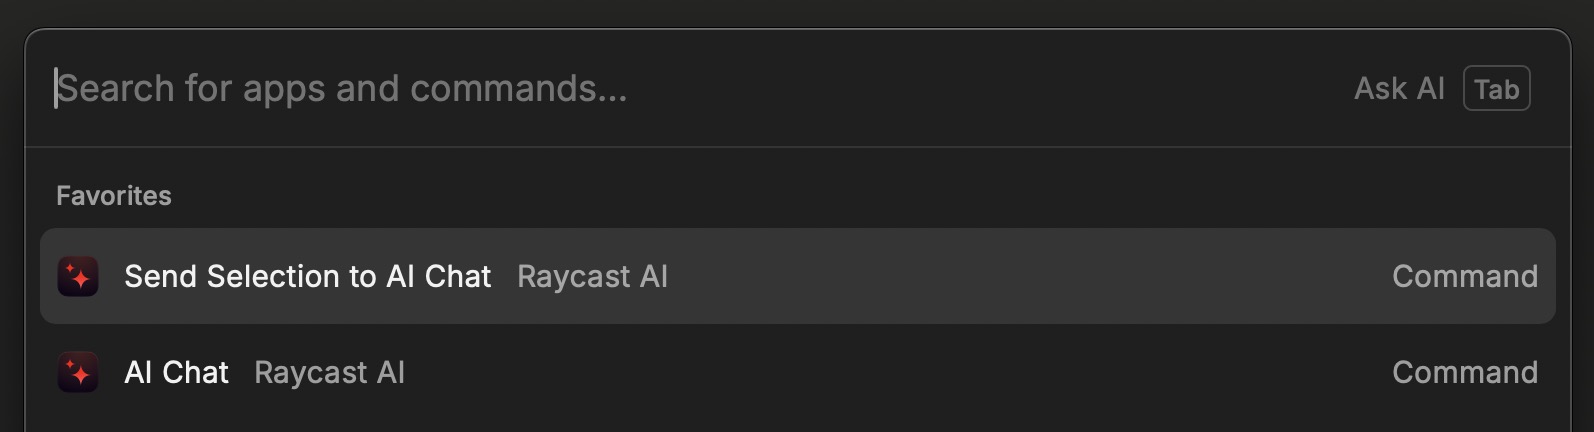 Search for apps and commands... Ask AI Tab
Favorites
Send Selection to AI Chat Raycast AI Command
AI Chat Raycast AI Command